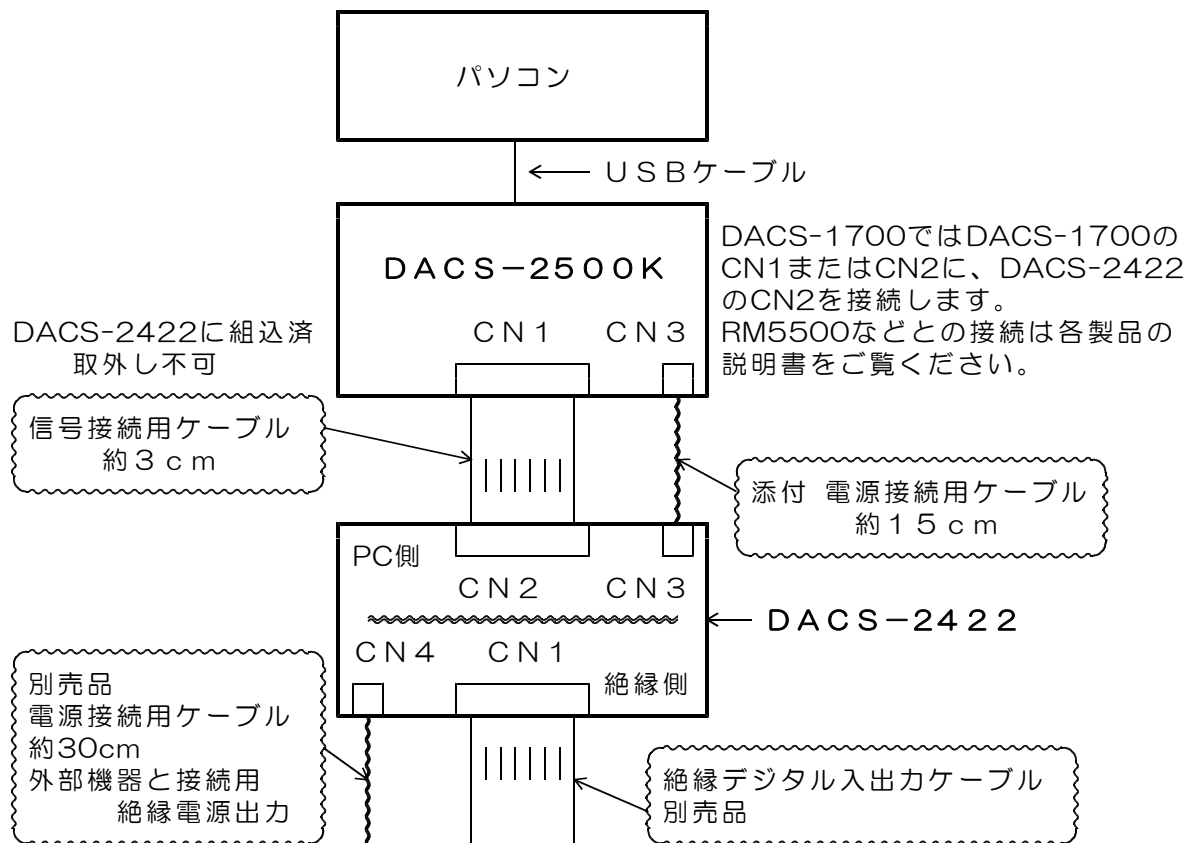 パソコン
USBケーブル
DACS-2500K
CN1 CN3
DACS-1700ではDACS-1700の
CN1またはCN2に、DACS-2422
のCN2を接続します。
RM5500などとの接続は各製品の
説明書をご覧ください。
DACS-2422に組込済
取外し不可
信号接続用ケーブル
約3cm
添付 電源接続用ケーブル
約15cm
PC側
CN2 CN3
DACS-2422
CN4 CN1
絶縁側
別売品
電源接続用ケーブル
約30cm
外部機器と接続用
絶縁電源出力
絶縁デジタル入出力ケーブル
別売品